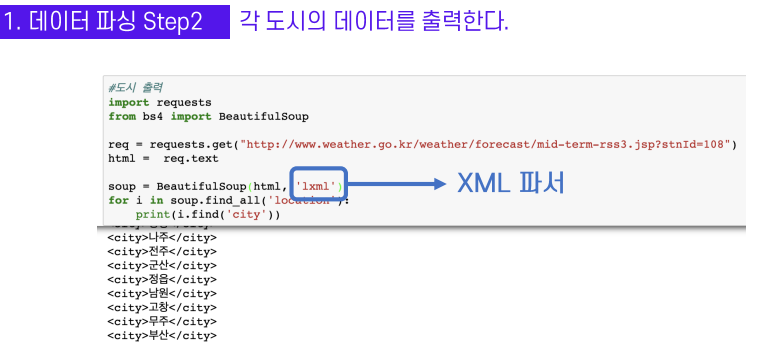 1. 데이터 파싱 Step2 각 도시의 데이터를 출력한다.
#도시 출력
import requests
from bs4 import BeautifulSoup
req = requests.get("http://www.weather.go.kr/weather/forecast/mid-term-rss3.jsp?stnId=108")
html = req.text
soup = BeautifulSoup(html, 'lxml') XML 파서
for i in soup.find_all('location'):
print(i.find('city'))
<city>나주</city>
<city>전주</city>
<city>군산</city>
<city>정읍</city>
<city>남원</city>
<city>고창</city>
<city>무주</city>
<city>부산</city>